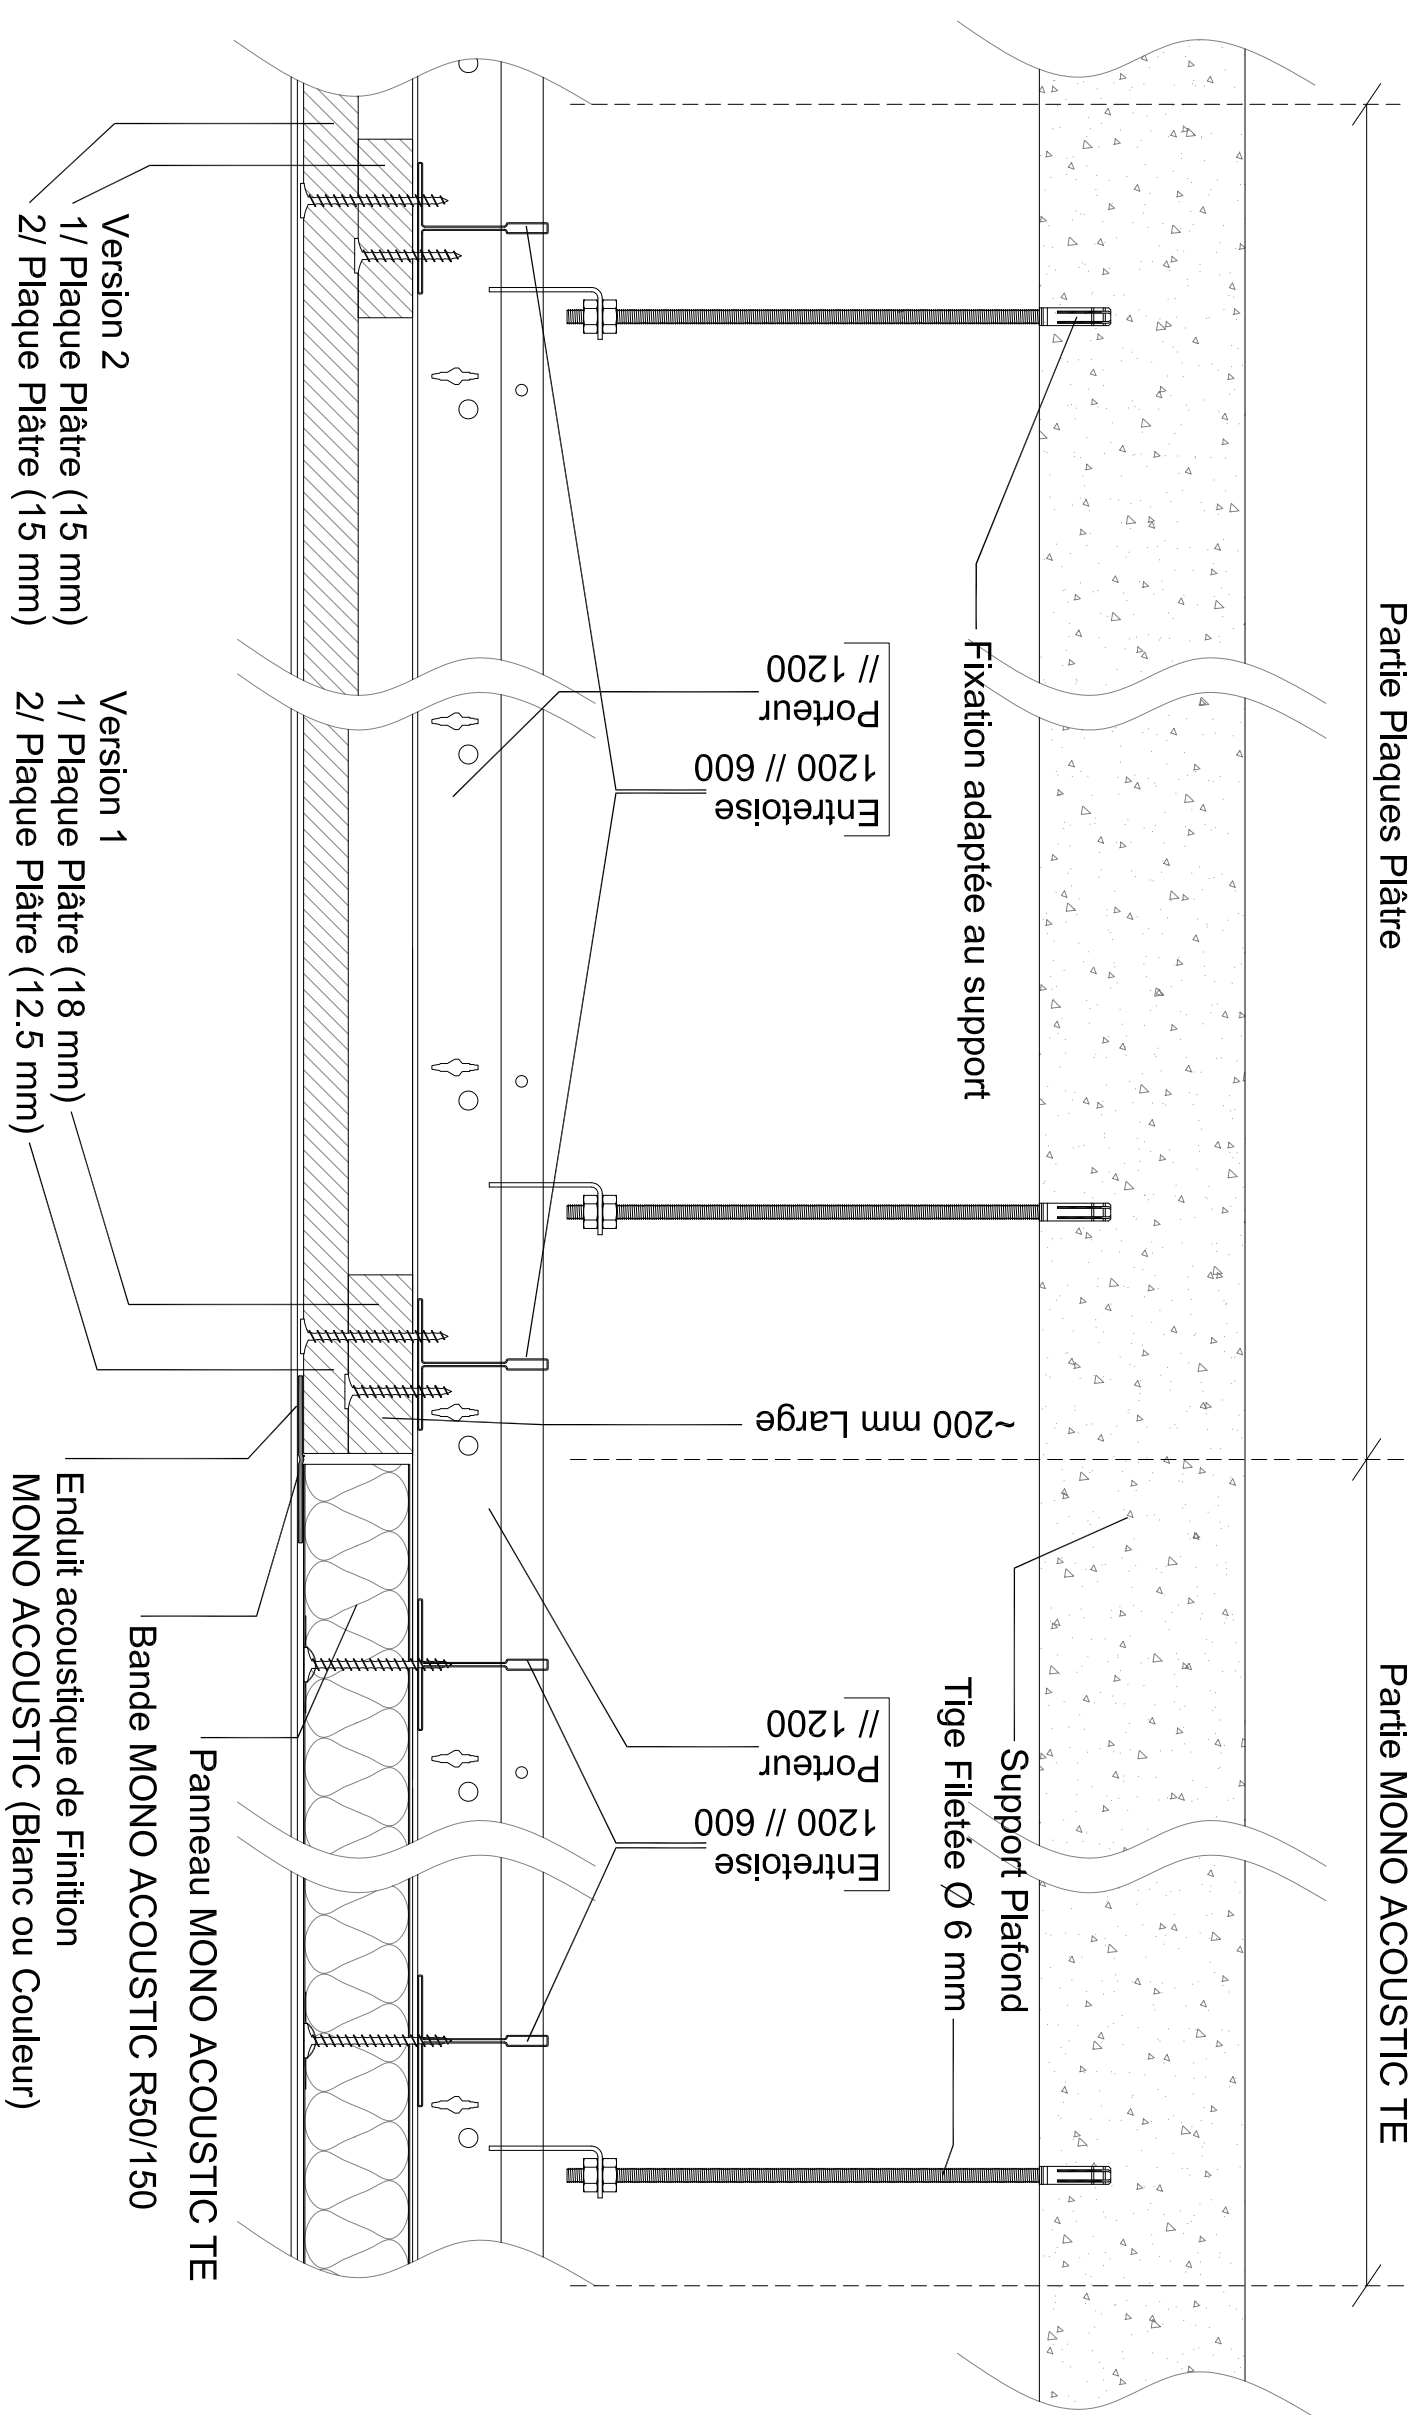 Partie Plaques Plâtre
Partie MONO ACOUSTIC TE
Fixation adaptée au support
Support Plafond
Tige Filetée Ø 6 mm
Entretoise
1200 // 600
Porteur
// 1200
Entretoise
1200 // 600
Porteur
// 1200
~200 mm Large
Version 2
1/ Plaque Plâtre (15 mm)
2/ Plaque Plâtre (15 mm)
Version 1
1/ Plaque Plâtre (18 mm)
2/ Plaque Plâtre (12.5 mm)
Panneau MONO ACOUSTIC TE
Bande MONO ACOUSTIC R50/150
Enduit acoustique de Finition
MONO ACOUSTIC (Blanc ou Couleur)